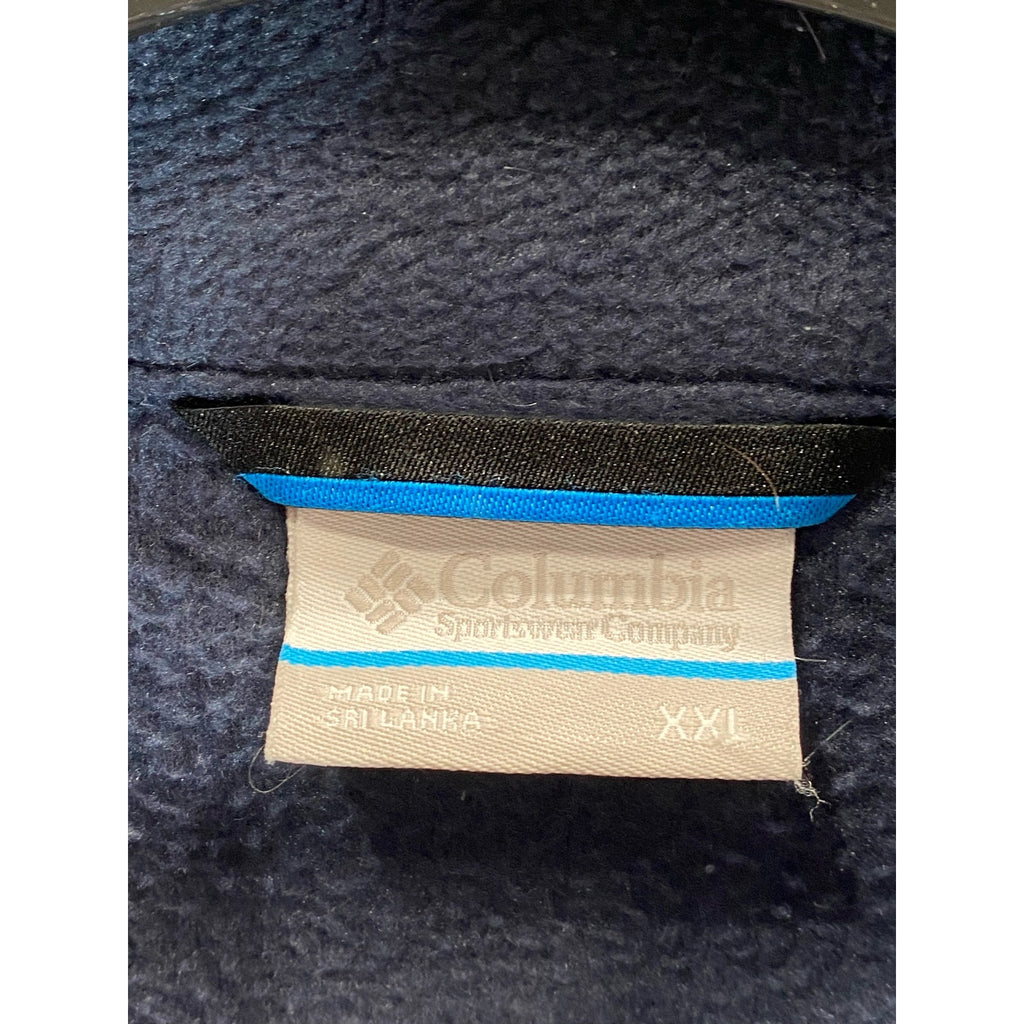 Columbia
Sportswear Company
MADE IN
SRI LANKA
XXL